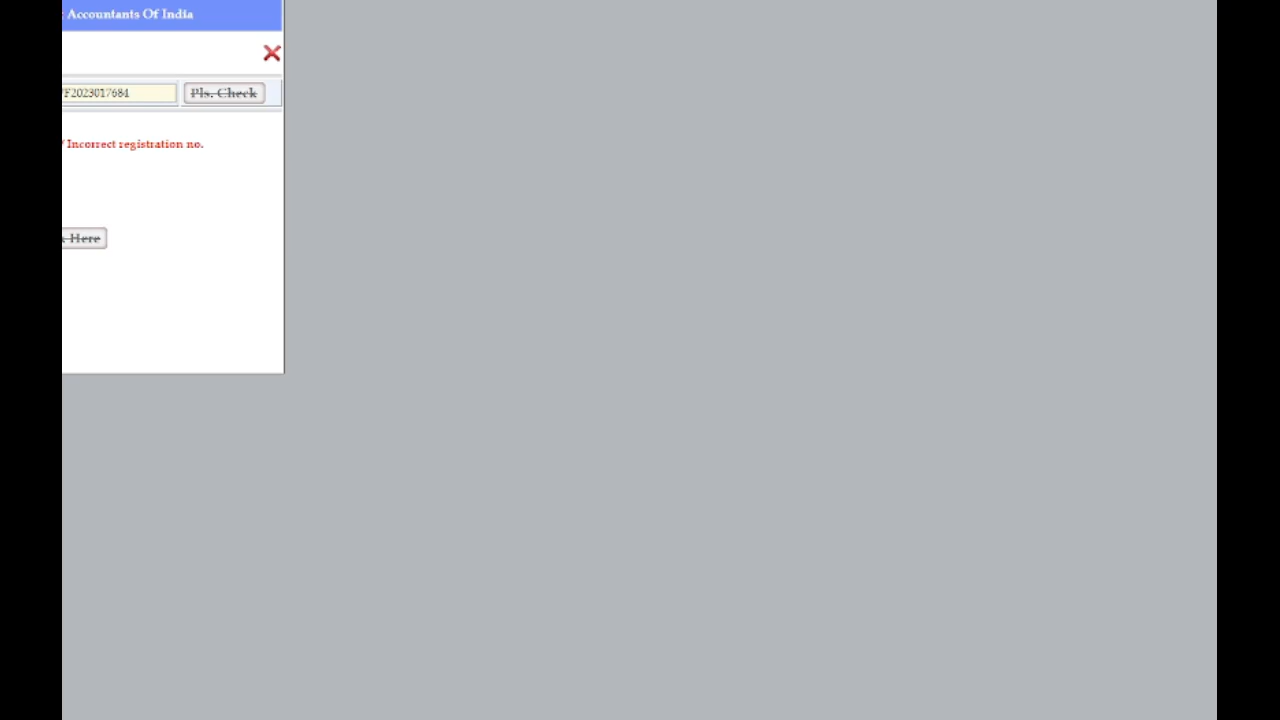 : Accountants Of India
F2023017684 Pls. Check
Incorrect registration no.
Here